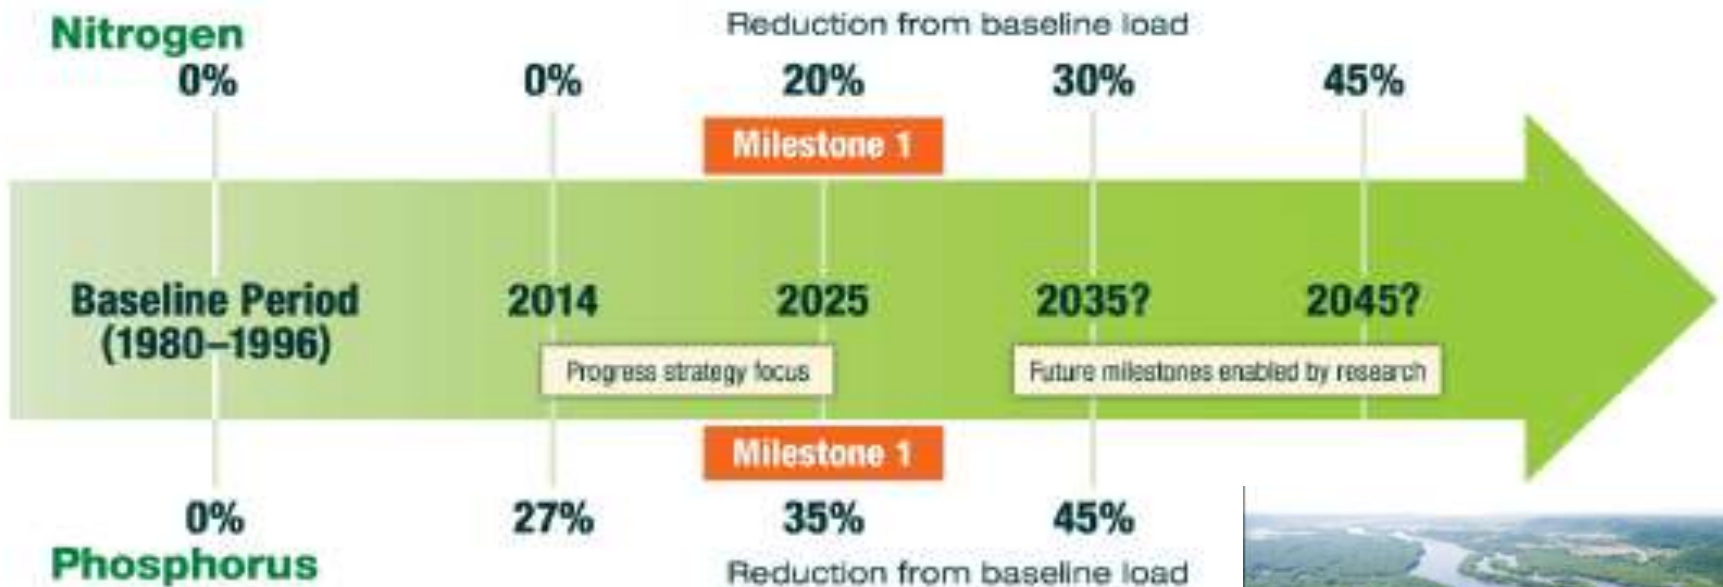 Nitrogen
Reduction from baseline load
0% 0% 20% 30% 45%
Milestone 1
Baseline Period
(1980–1996)
2014 2025 2035? 2045?
Progress strategy focus
Future milestones enabled by research
Milestone 1
0% 27% 35% 45%
Phosphorus
Reduction from baseline load